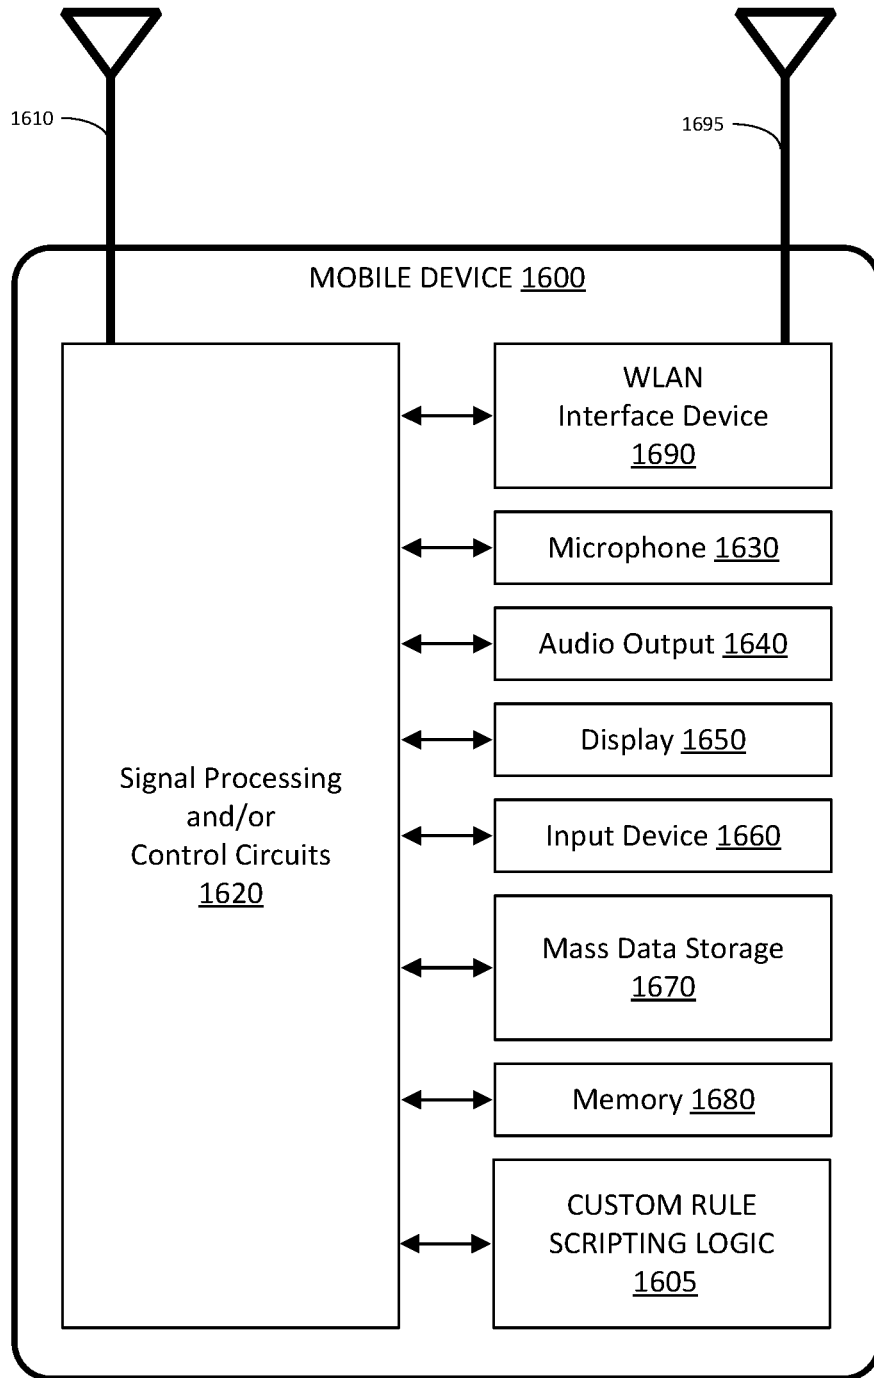 1610
1695
MOBILE DEVICE 1600
Signal Processing
and/or
Control Circuits
1620
WLAN
Interface Device
1690
Microphone 1630
Audio Output 1640
Display 1650
Input Device 1660
Mass Data Storage
1670
Memory 1680
CUSTOM RULE
SCRIPTING LOGIC
1605